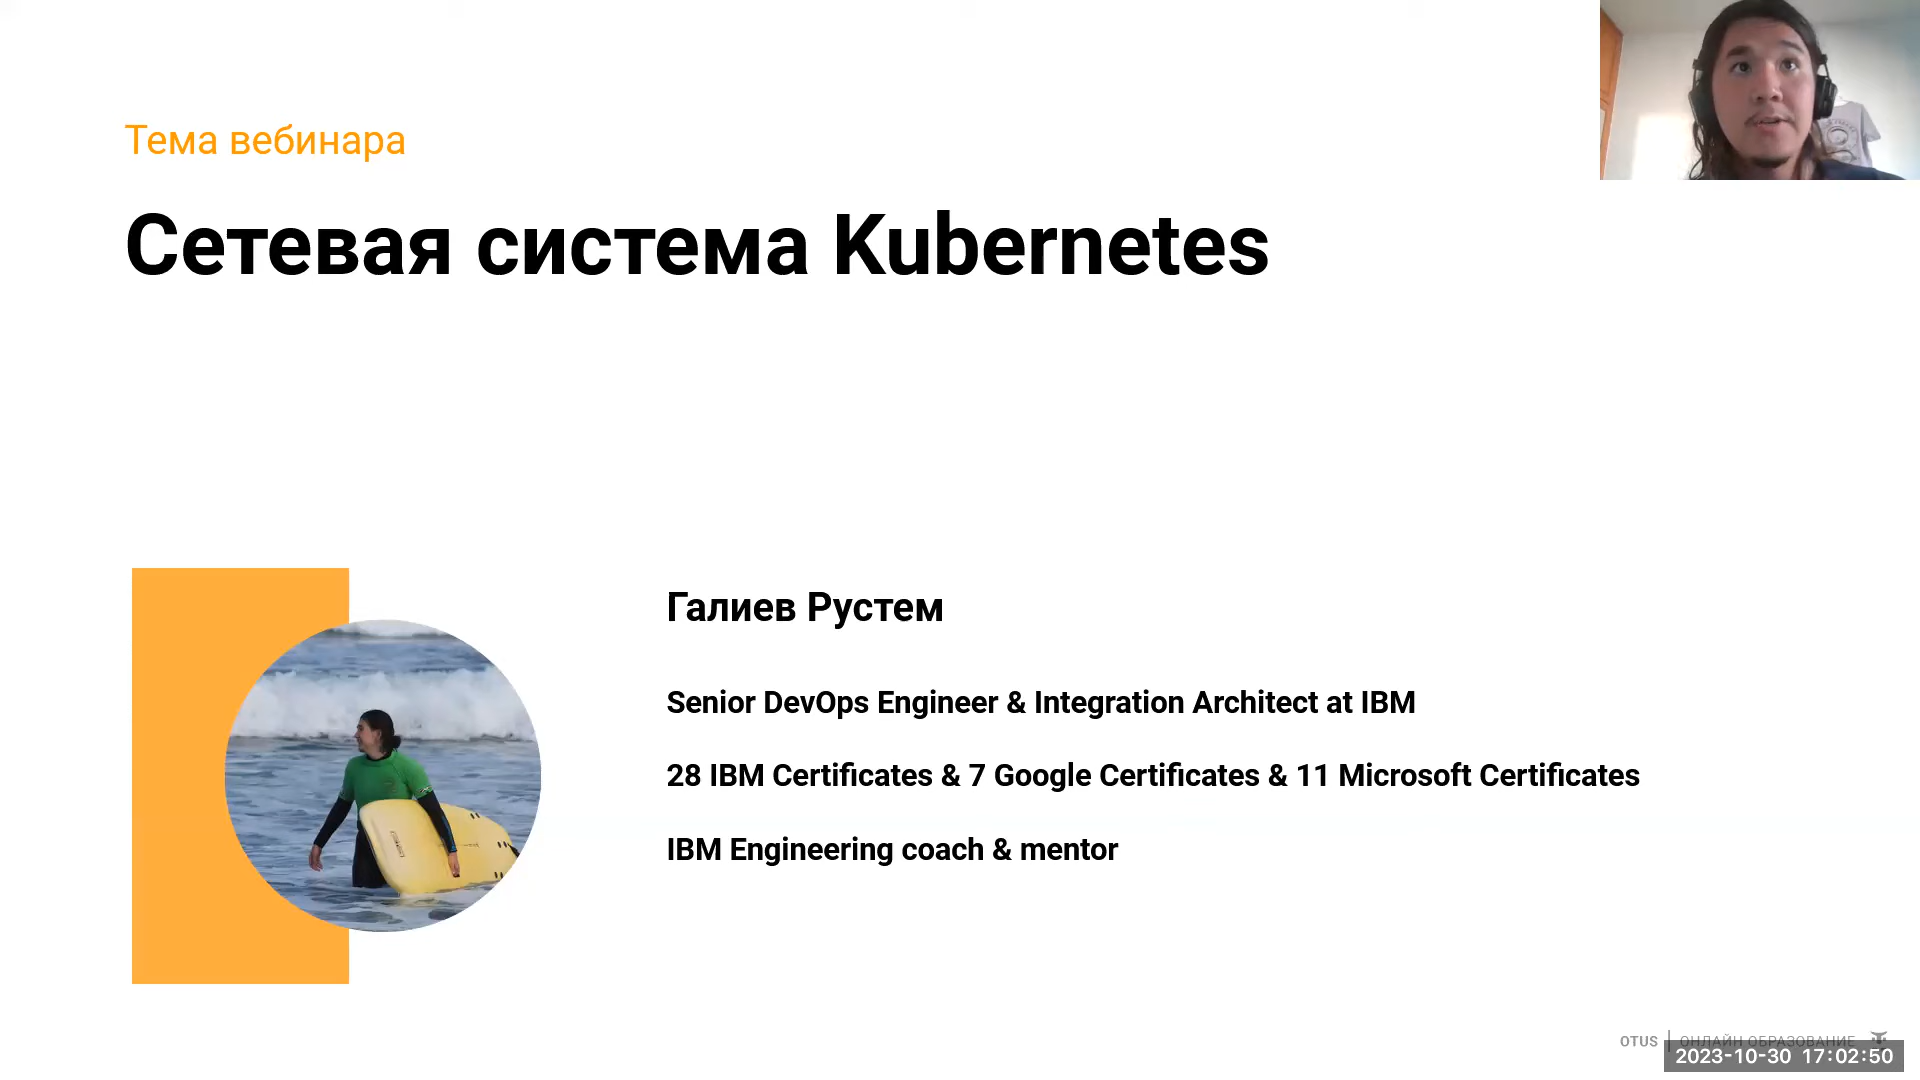 Тема вебинара
Сетевая система Kubernetes
Галиев Рустем
Senior DevOps Engineer & Integration Architect at IBM
28 IBM Certificates & 7 Google Certificates & 11 Microsoft Certificates
IBM Engineering coach & mentor
OTUS | ОНЛАЙН ОБРАЗОВАНИЕ
2023-10-30 17:02:50